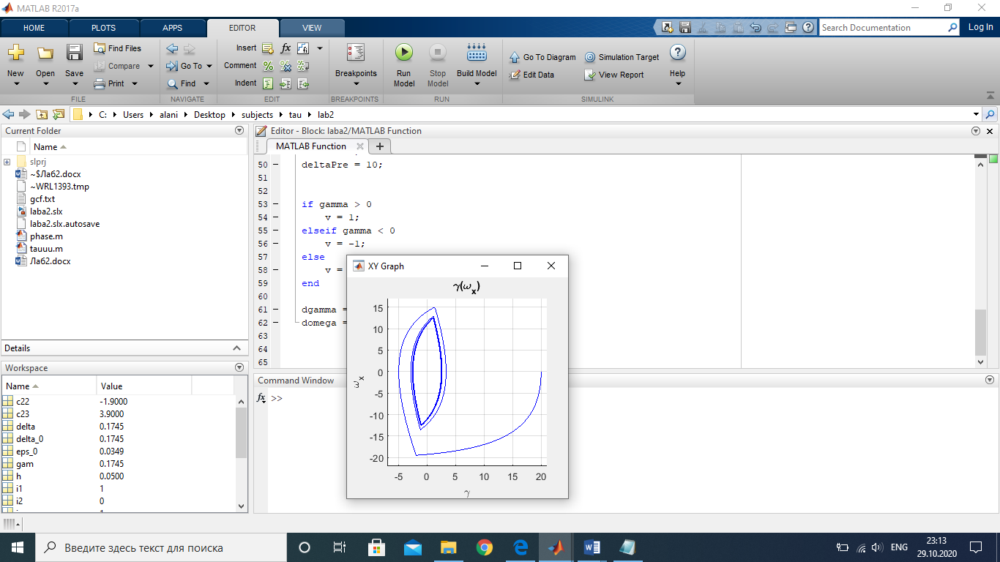 MATLAB R2017a
HOME PLOTS APPS EDITOR VIEW
Search Documentation
Log In
New Open Save
Find Files
Compare
Print
FILE
Go To
Find
NAVIGATE
Insert fx
Comment
Indent
EDIT
Breakpoints
BREAKPOINTS
Run Model
Stop Model
Build Model
RUN
Go To Diagram
Edit Data
Simulation Target
View Report
Help
SIMULINK
C: Users alani Desktop subjects tau lab2
Current Folder
Name
slprj
~$Ла62.docx
~WRL1393.tmp
gcf.txt
laba2.slx
laba2.slx.autosave
phase.m
tauuu.m
Ла62.docx
Details
Workspace
Name Value
c22 -1.9000
c23 3.9000
delta 0.1745
delta_0 0.1745
eps_0 0.0349
gam 0.1745
h 0.0500
i1 1
i2 0
Editor - Block: laba2/MATLAB Function
MATLAB Function
50 deltaPre = 10;
51
52
53 if gamma > 0
54 v = 1;
55 elseif gamma < 0
56 v = -1;
57 else
58 v =
59 end
60
61 dgamma =
62 domega =
63
64
65
XY Graph
γ(ωx)
15
10
5
0
-5
-10
-15
-20
ωx
-5 0 5 10 15 20
γ
Command Window
fx >>
Введите здесь текст для поиска
ENG
23:13
29.10.2020